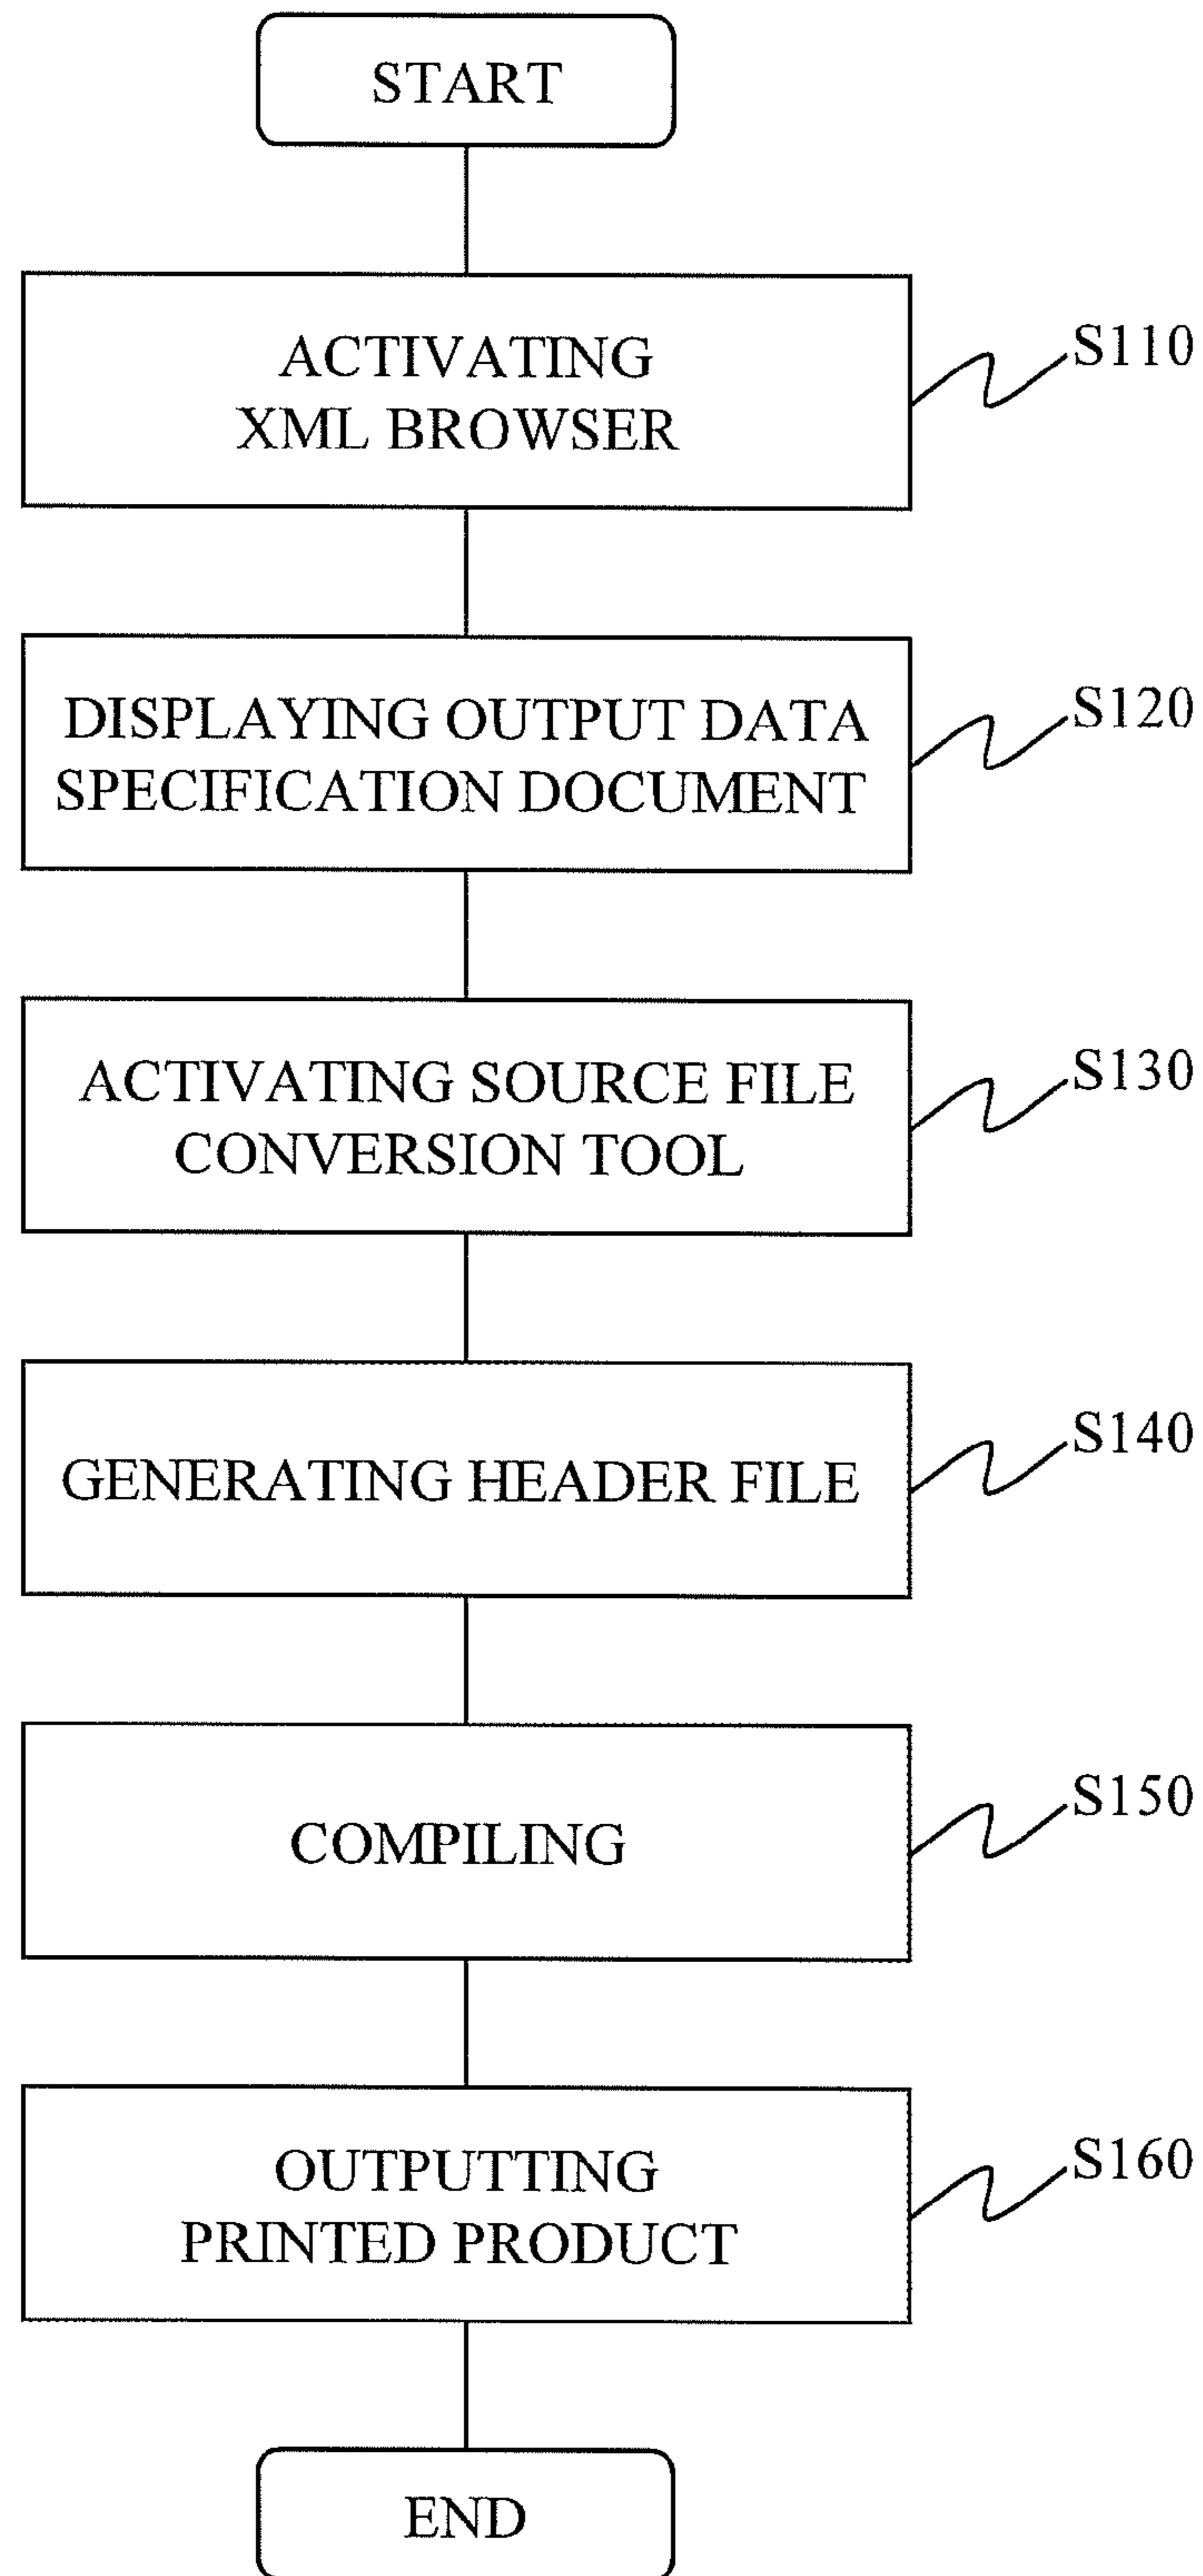 START
ACTIVATING
XML BROWSER
S110
DISPLAYING OUTPUT DATA
SPECIFICATION DOCUMENT
S120
ACTIVATING SOURCE FILE
CONVERSION TOOL
S130
GENERATING HEADER FILE
S140
COMPILING
S150
OUTPUTTING
PRINTED PRODUCT
S160
END